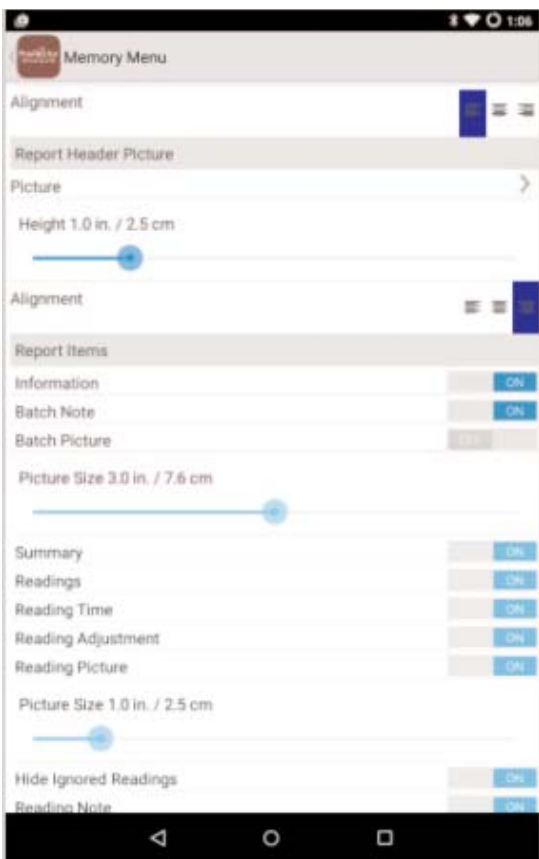 1:06
Memory Menu
Alignment
Report Header Picture
Picture
Height 1.0 in. / 2.5 cm
Alignment
Report Items
Information ON
Batch Note ON
Batch Picture OFF
Picture Size 3.0 in. / 7.6 cm
Summary ON
Readings ON
Reading Time ON
Reading Adjustment ON
Reading Picture ON
Picture Size 1.0 in. / 2.5 cm
Hide Ignored Readings ON
Reading Note ON